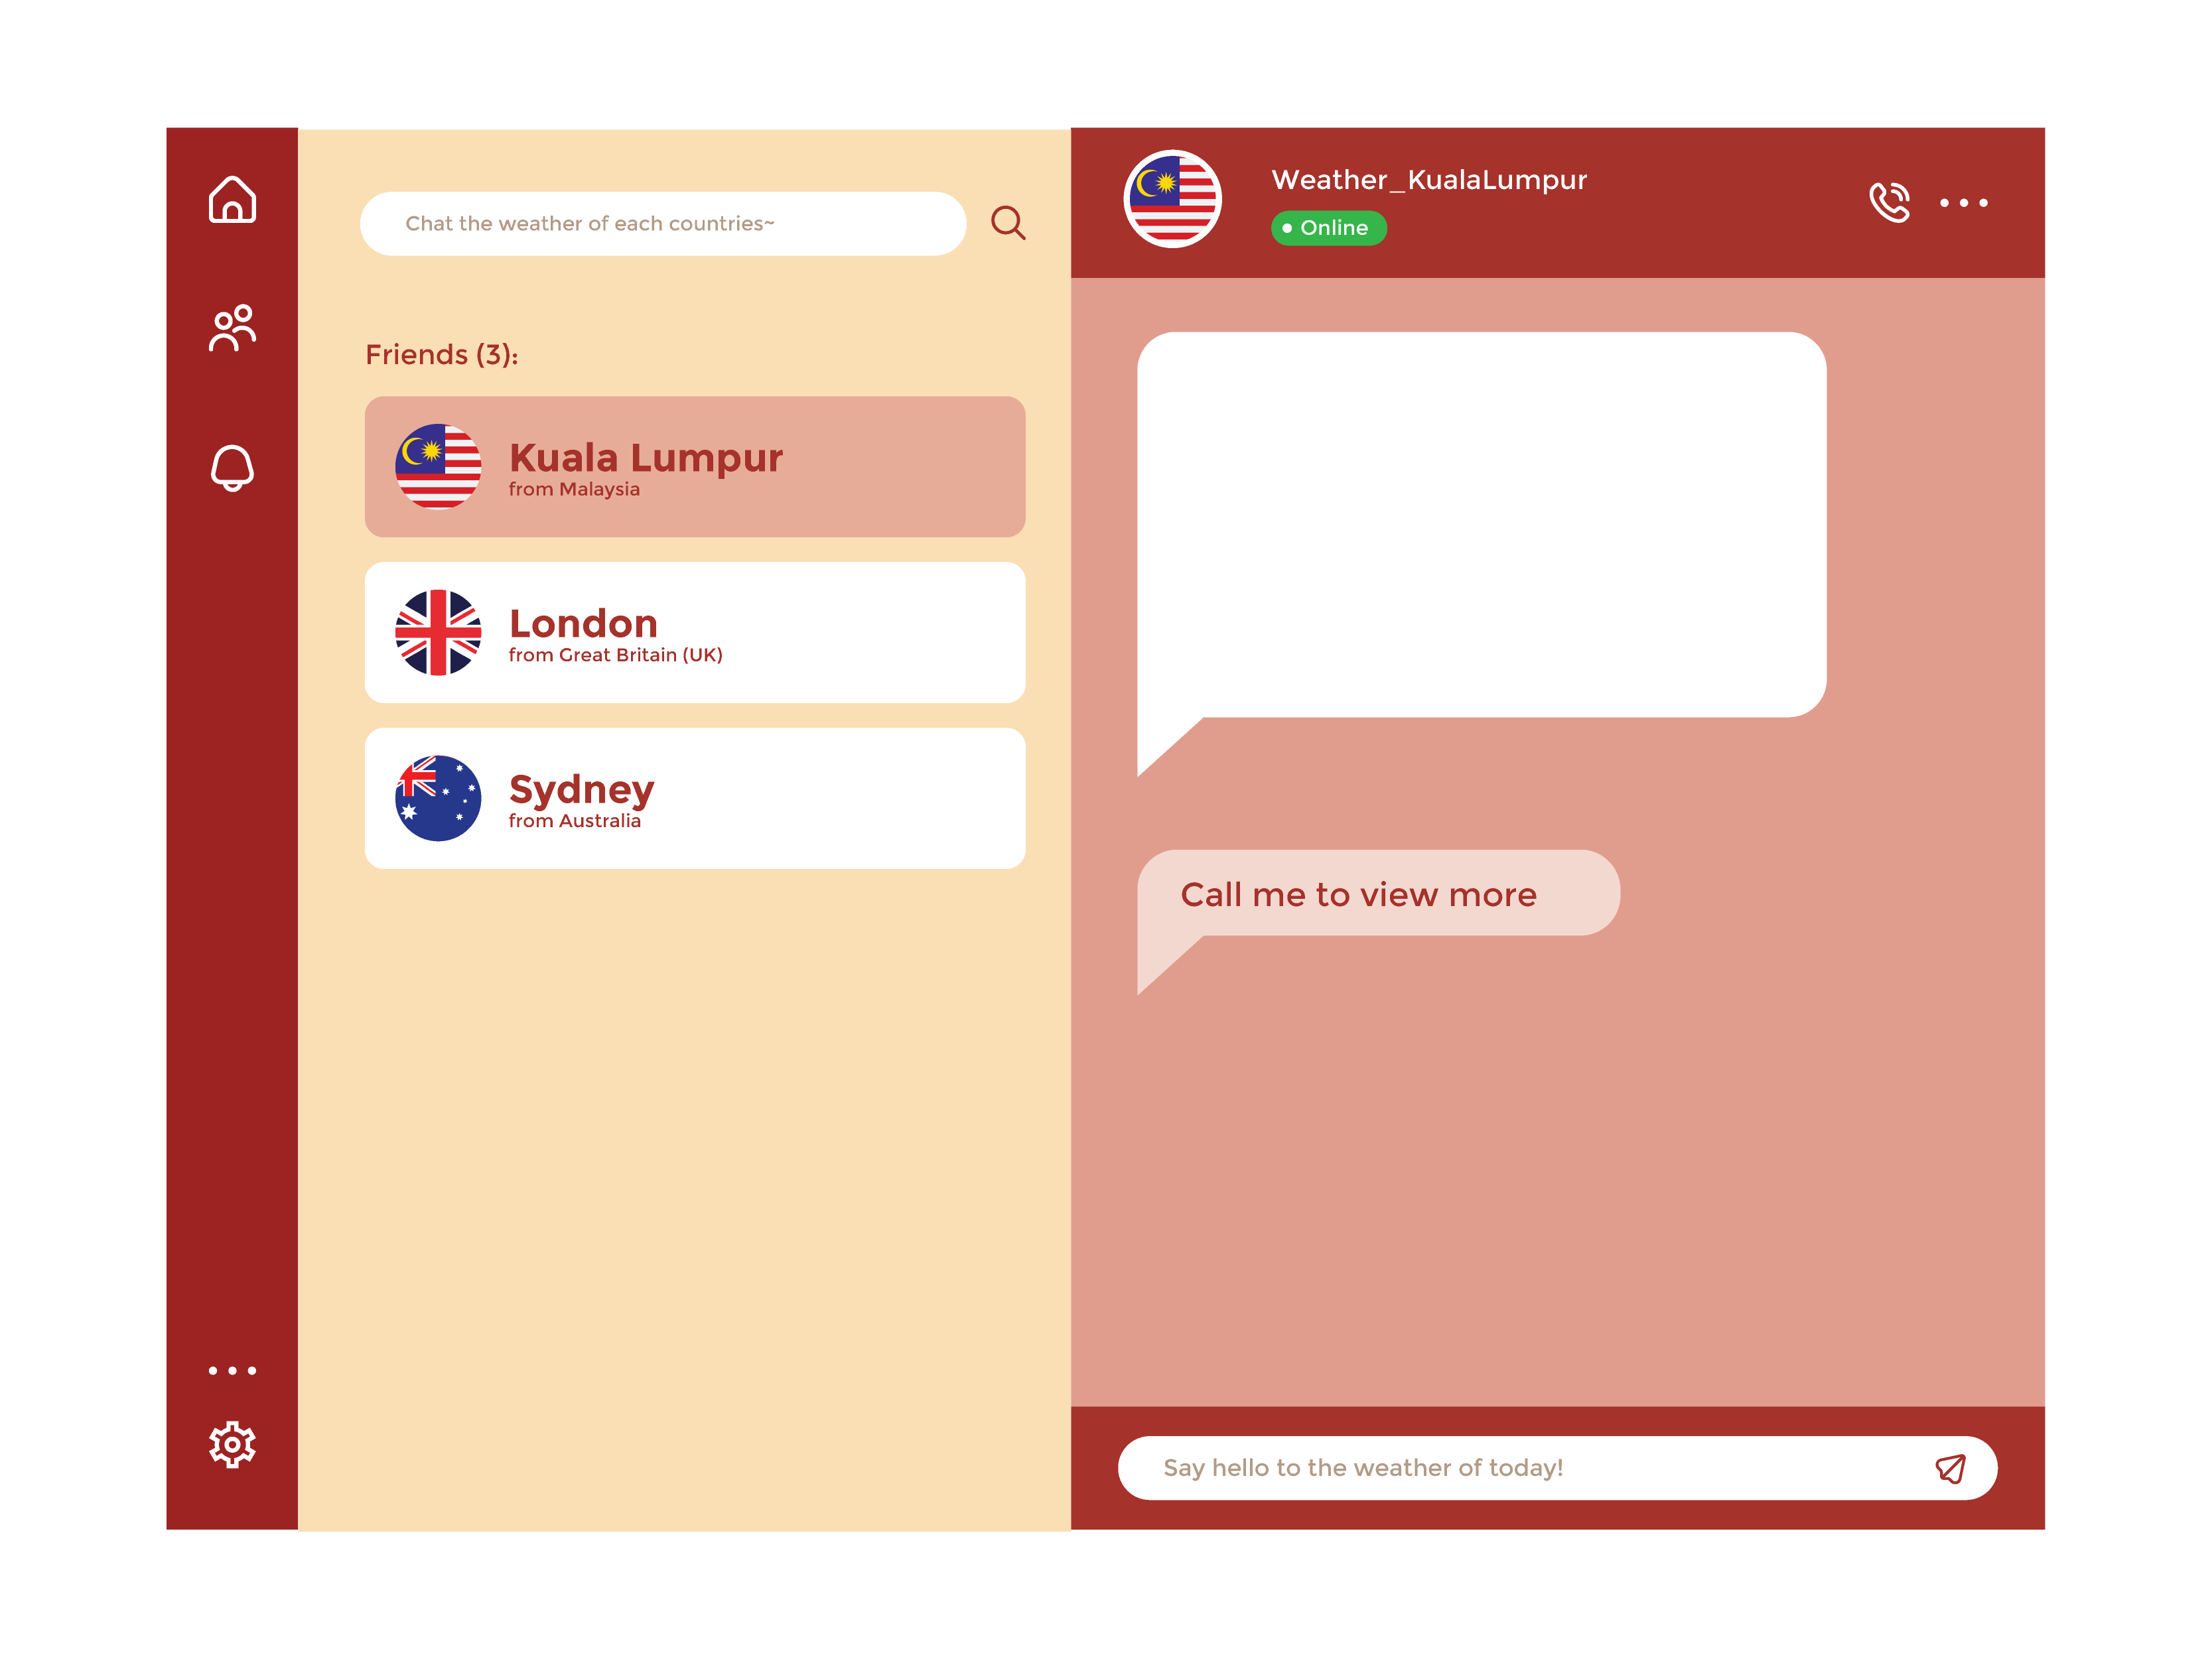 Chat the weather of each countries~
Friends (3):
Kuala Lumpur
from Malaysia
London
from Great Britain (UK)
Sydney
from Australia
Weather_KualaLumpur
Online
Call me to view more
Say hello to the weather of today!